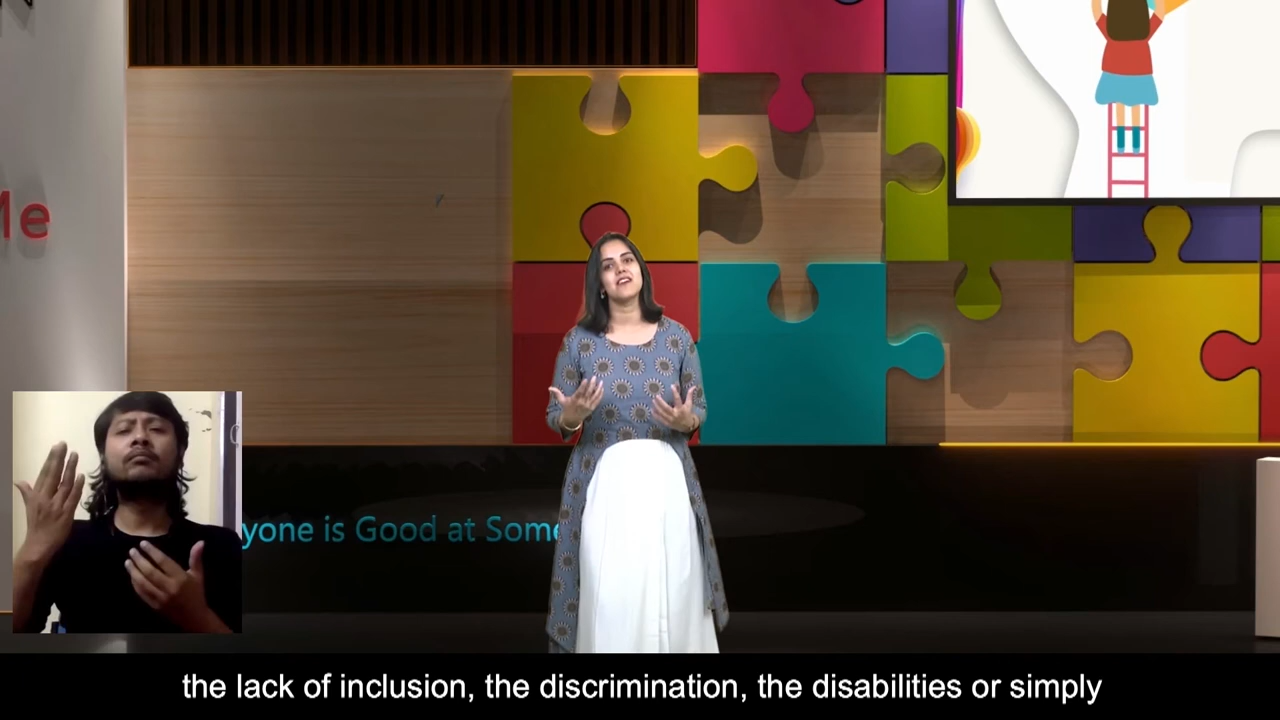 Me
yone is Good at Some
the lack of inclusion, the discrimination, the disabilities or simply